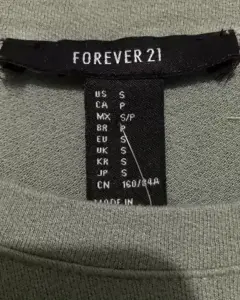 FOREVER 21
US S
CA P
MX S/P
BR P
EU S
UK S
KR S
JP S
CN 160/84A
MADE IN